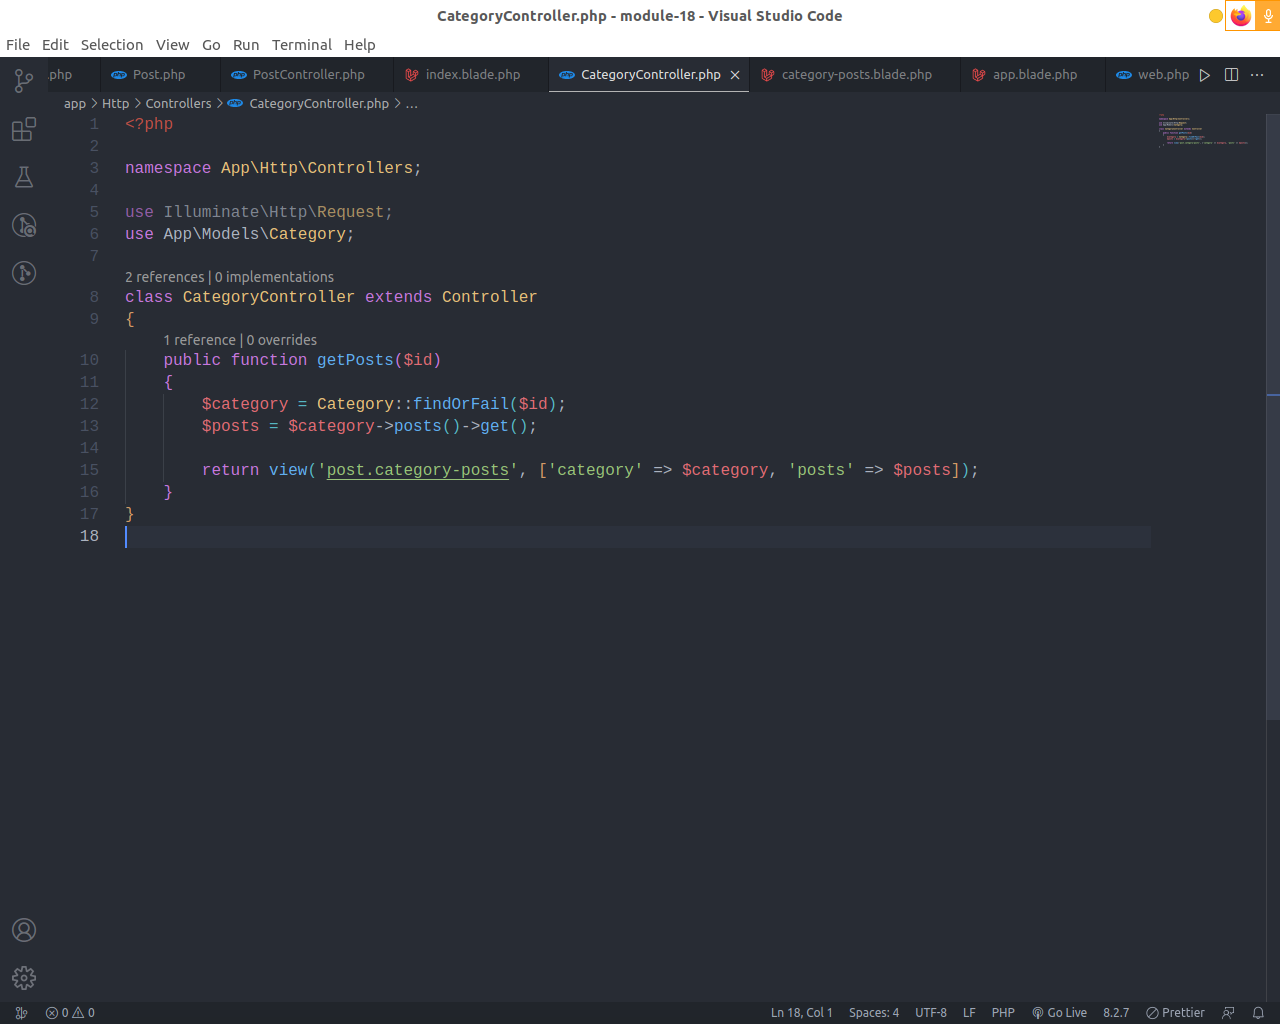 CategoryController.php - module-18 - Visual Studio Code
File Edit Selection View Go Run Terminal Help
.php Post.php PostController.php index.blade.php CategoryController.php category-posts.blade.php app.blade.php web.php
app > Http > Controllers > CategoryController.php > ...
1 <?php
2
3 namespace App\Http\Controllers;
4
5 use Illuminate\Http\Request;
6 use App\Models\Category;
7
2 references | 0 implementations
8 class CategoryController extends Controller
9 {
1 reference | 0 overrides
10 public function getPosts($id)
11 {
12 $category = Category::findOrFail($id);
13 $posts = $category->posts()->get();
14
15 return view('post.category-posts', ['category' => $category, 'posts' => $posts]);
16 }
17 }
18
0 0 Ln 18, Col 1 Spaces: 4 UTF-8 LF PHP Go Live 8.2.7 Prettier